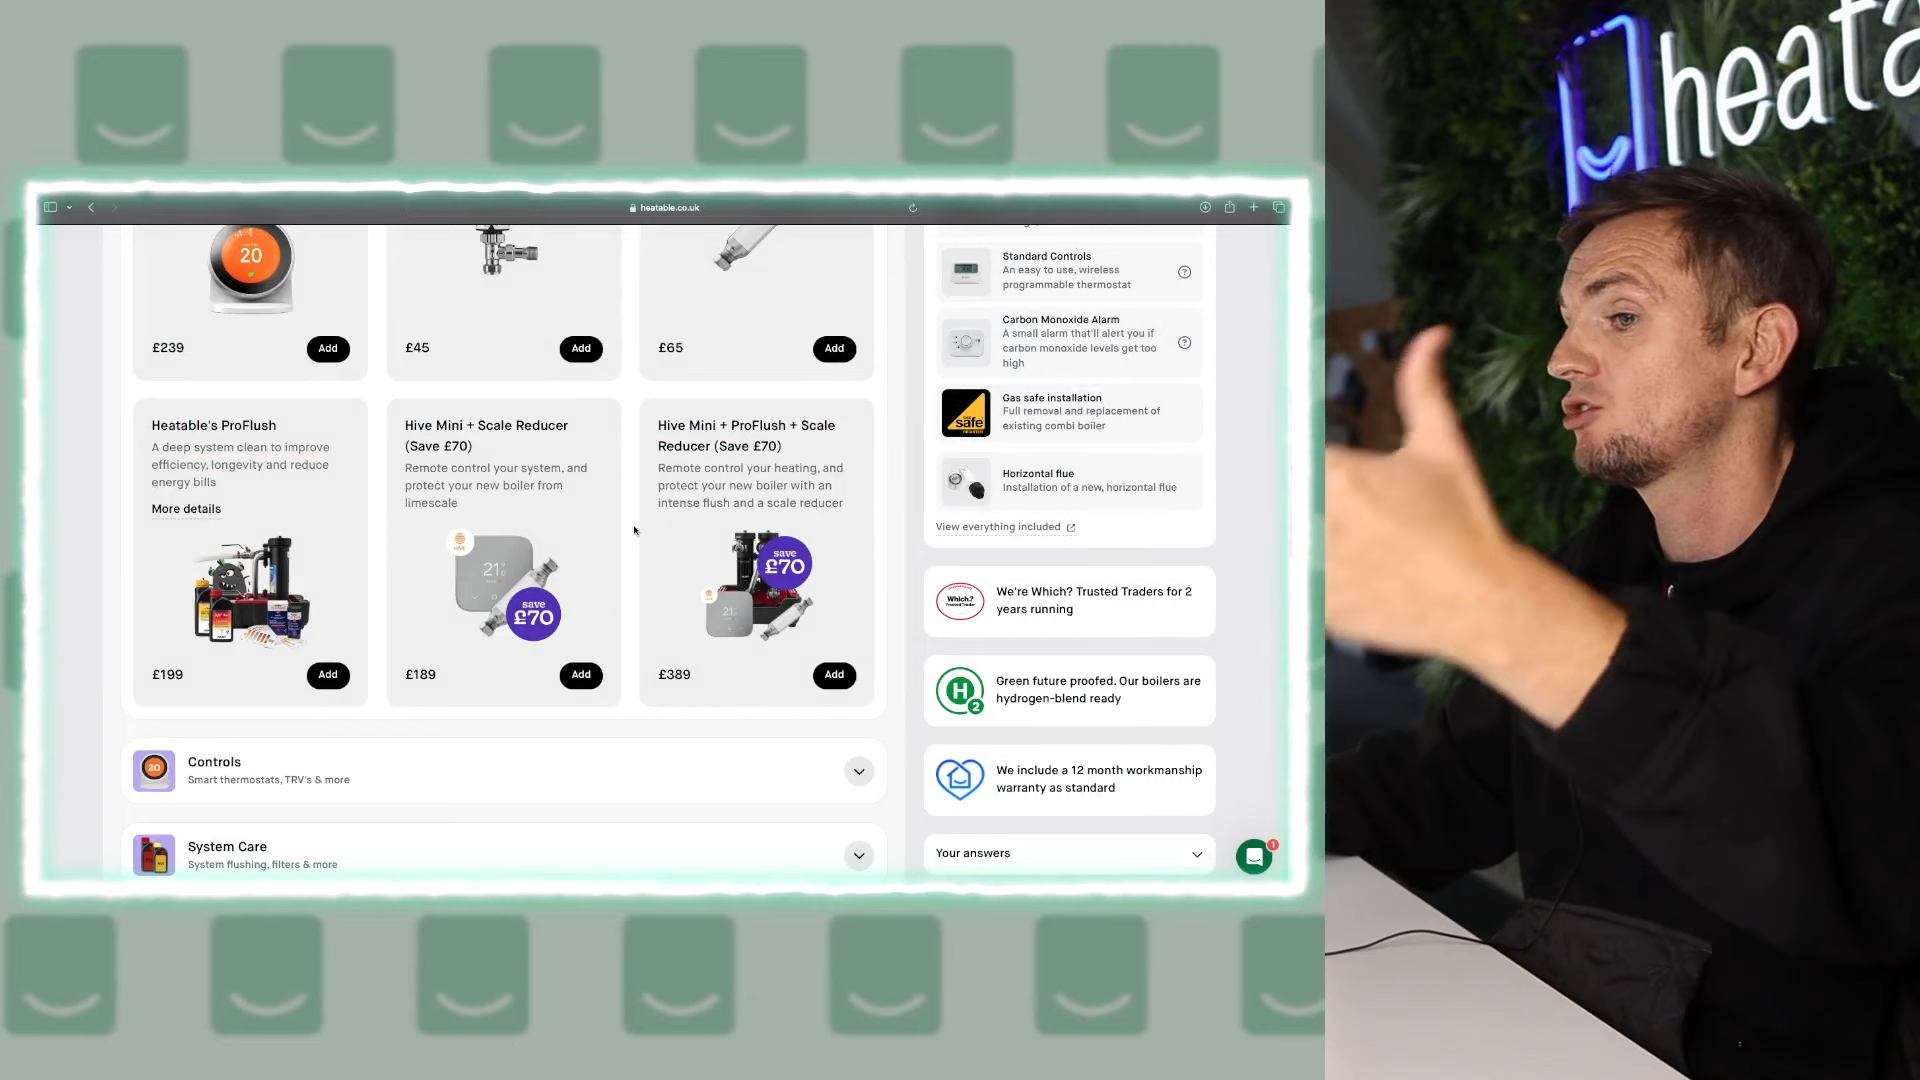 heatable.co.uk
20
£239
Add
£45
Add
£65
Add
Heatable's ProFlush
A deep system clean to improve
efficiency, longevity and reduce
energy bills
More details
£199
Add
Hive Mini + Scale Reducer
(Save £70)
Remote control your system, and
protect your new boiler from
limescale
HIVE
21
save
£70
£189
Add
Hive Mini + ProFlush + Scale
Reducer (Save £70)
Remote control your heating, and
protect your new boiler with an
intense flush and a scale reducer
save
£70
21
£389
Add
Controls
Smart thermostats, TRV's & more
20
System Care
System flushing, filters & more
Standard Controls
An easy to use, wireless
programmable thermostat
?
Carbon Monoxide Alarm
A small alarm that'll alert you if
carbon monoxide levels get too
high
?
Gas safe installation
Full removal and replacement of
existing combi boiler
gas
safe
REGISTER
Horizontal flue
Installation of a new, horizontal flue
View everything included
Which?
Trusted Trader
We're Which? Trusted Traders for 2
years running
H
2
Green future proofed. Our boilers are
hydrogen-blend ready
We include a 12 month workmanship
warranty as standard
Your answers
1
heata